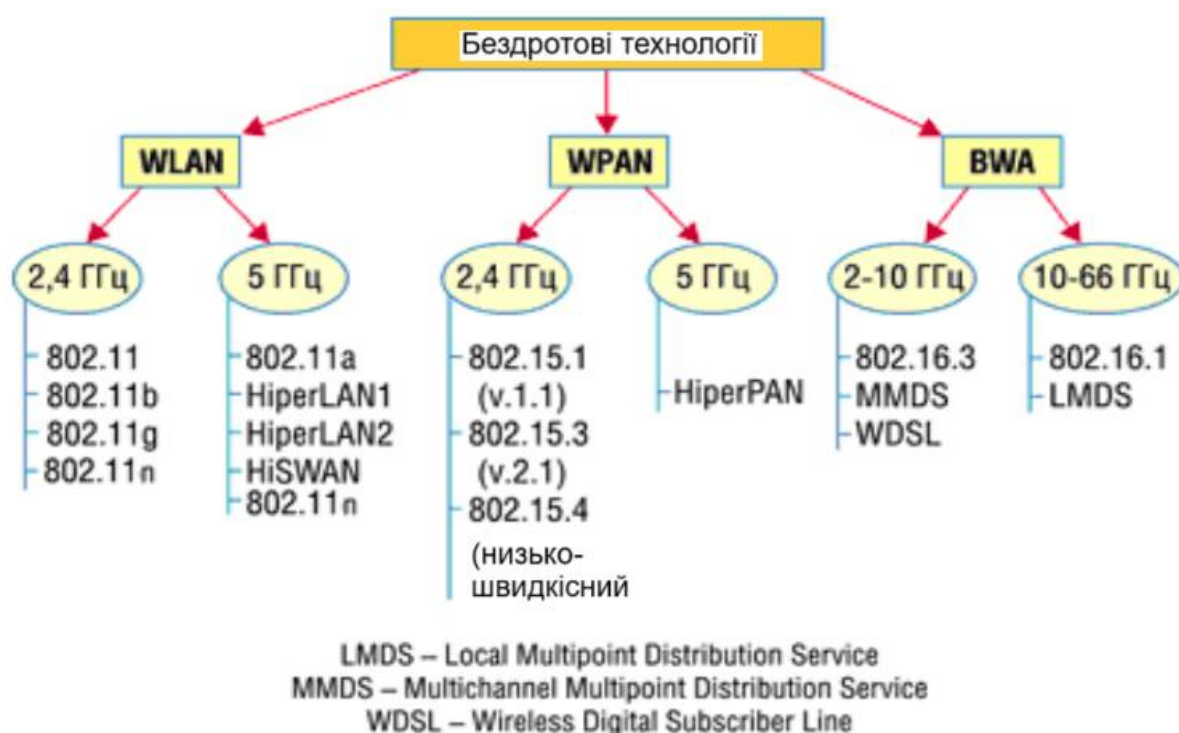 Бездротові технології
WLAN
WPAN
BWA
2,4 ГГц
5 ГГц
2,4 ГГц
5 ГГц
2-10 ГГц
10-66 ГГц
802.11
802.11b
802.11g
802.11n
802.11a
HiperLAN1
HiperLAN2
HiSWAN
802.11n
802.15.1
(v.1.1)
802.15.3
(v.2.1)
802.15.4
(низько-
швидкісний
HiperPAN
802.16.3
MMDS
WDSL
802.16.1
LMDS
LMDS – Local Multipoint Distribution Service
MMDS – Multichannel Multipoint Distribution Service
WDSL – Wireless Digital Subscriber Line